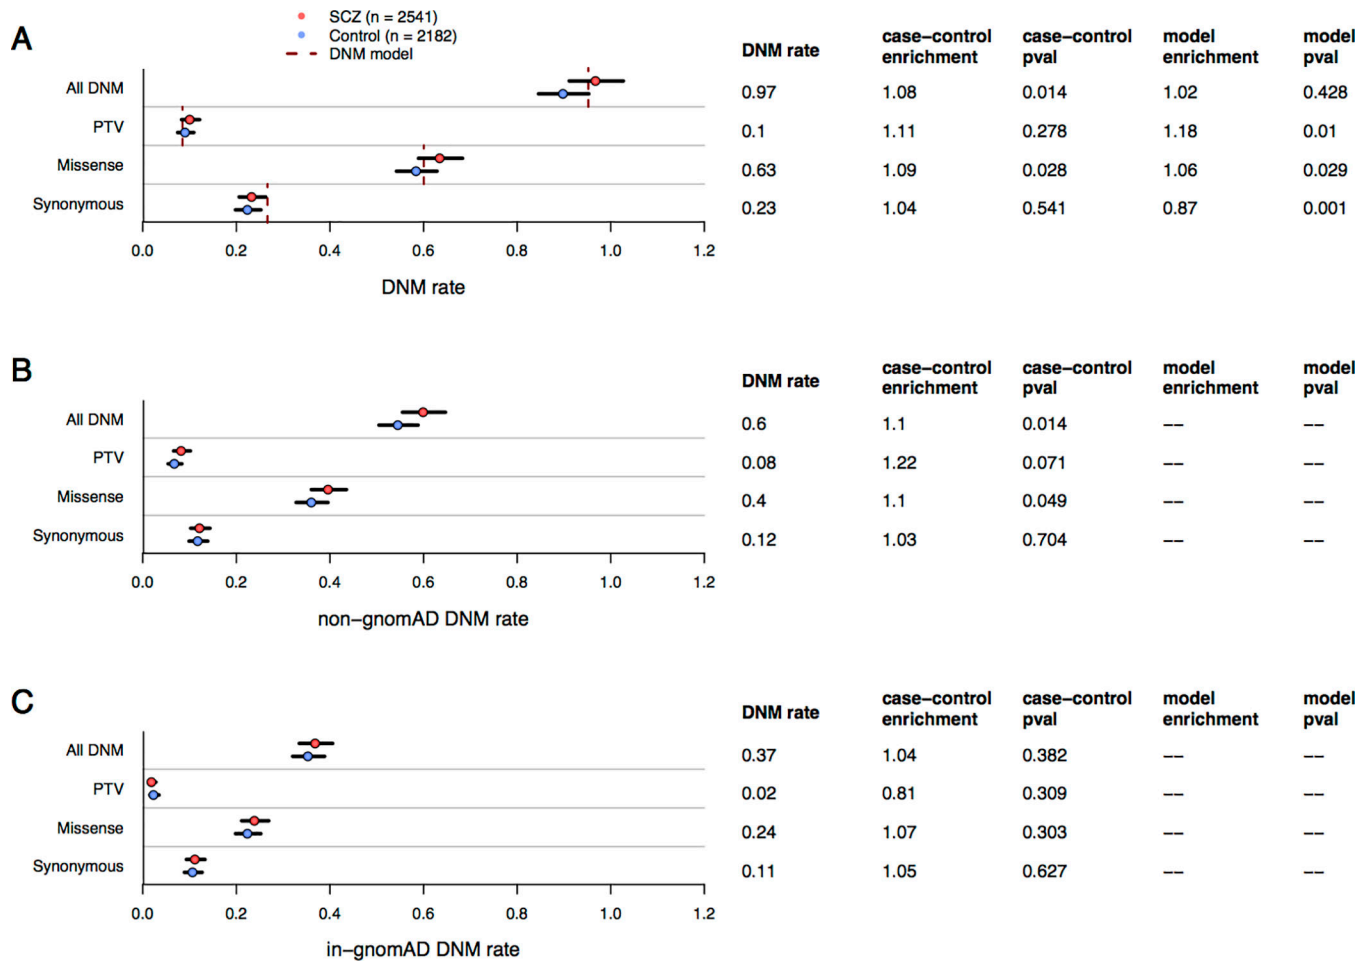 SCZ (n = 2541)
Control (n = 2182)
DNM model
A
DNM rate case–control enrichment case–control pval model enrichment model pval
All DNM 0.97 1.08 0.014 1.02 0.428
PTV 0.1 1.11 0.278 1.18 0.01
Missense 0.63 1.09 0.028 1.06 0.029
Synonymous 0.23 1.04 0.541 0.87 0.001
0.0 0.2 0.4 0.6 0.8 1.0 1.2
DNM rate
B
DNM rate case–control enrichment case–control pval model enrichment model pval
All DNM 0.6 1.1 0.014 –– ––
PTV 0.08 1.22 0.071 –– ––
Missense 0.4 1.1 0.049 –– ––
Synonymous 0.12 1.03 0.704 –– ––
0.0 0.2 0.4 0.6 0.8 1.0 1.2
non–gnomAD DNM rate
C
DNM rate case–control enrichment case–control pval model enrichment model pval
All DNM 0.37 1.04 0.382 –– ––
PTV 0.02 0.81 0.309 –– ––
Missense 0.24 1.07 0.303 –– ––
Synonymous 0.11 1.05 0.627 –– ––
0.0 0.2 0.4 0.6 0.8 1.0 1.2
in–gnomAD DNM rate